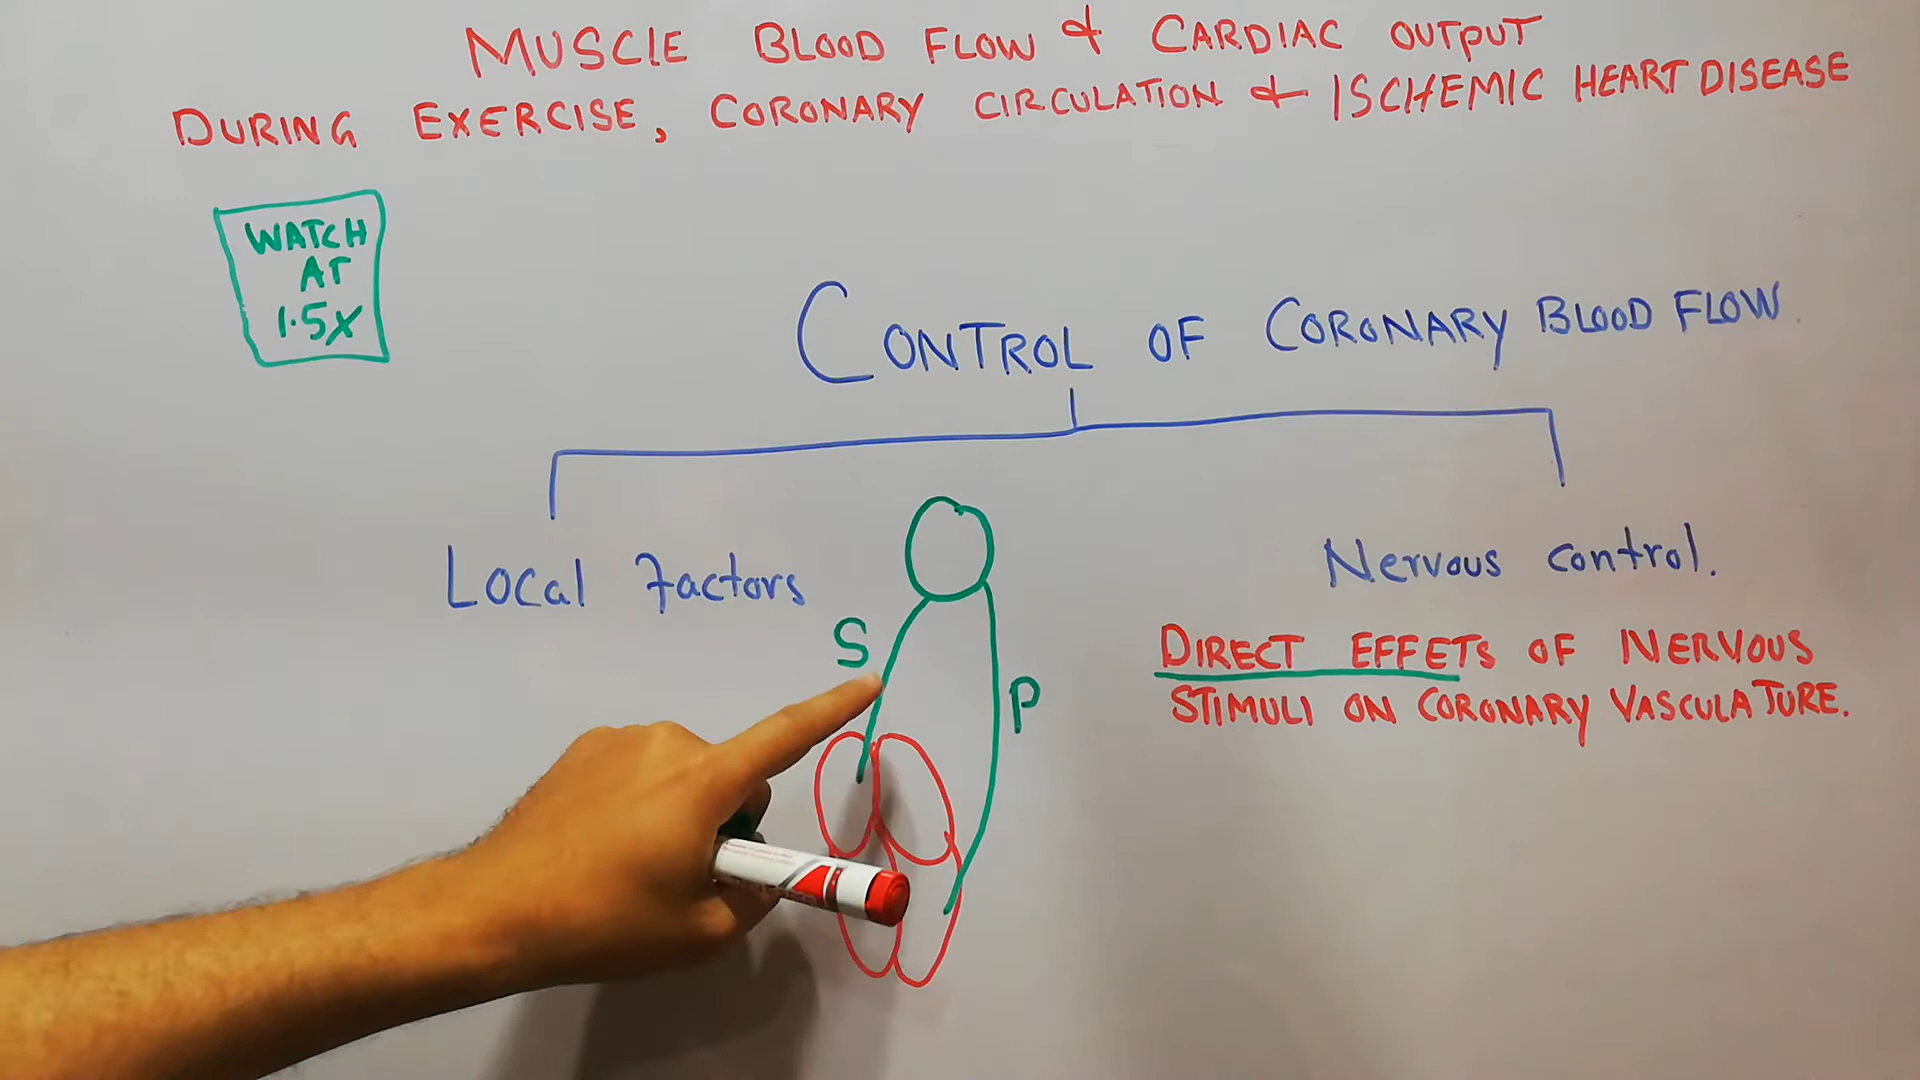 MUSCLE BLOOD FLOW & CARDIAC OUTPUT
DURING EXERCISE, CORONARY CIRCULATION & ISCHEMIC HEART DISEASE
WATCH
AT
1.5X
CONTROL OF CORONARY BLOOD FLOW.
Local Factors
Nervous control.
S
P
DIRECT EFFETS OF NERVOUS
STIMULI ON CORONARY VASCULATURE.